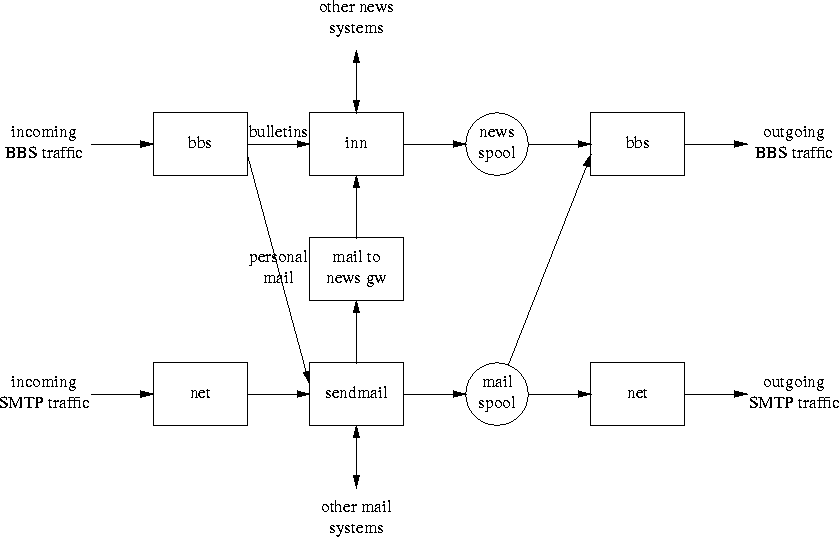 other news
systems
incoming
BBS traffic
bbs
bulletins
inn
news
spool
bbs
outgoing
BBS traffic
personal
mail
mail to
news gw
incoming
SMTP traffic
net
sendmail
mail
spool
net
outgoing
SMTP traffic
other mail
systems